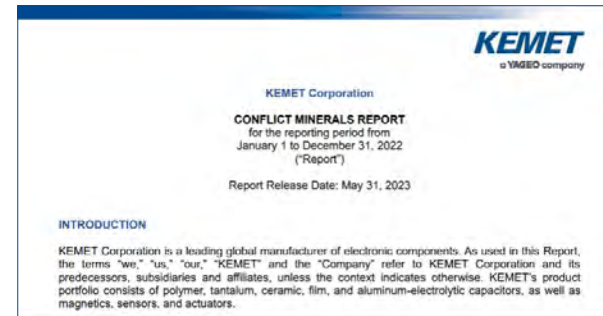 KEMET
a YAGEO company
KEMET Corporation
CONFLICT MINERALS REPORT
for the reporting period from
January 1 to December 31, 2022
("Report")
Report Release Date: May 31, 2023
INTRODUCTION
KEMET Corporation is a leading global manufacturer of electronic components. As used in this Report,
the terms "we," "us," "our," "KEMET" and the "Company" refer to KEMET Corporation and its
predecessors, subsidiaries and affiliates, unless the context indicates otherwise. KEMET's product
portfolio consists of polymer, tantalum, ceramic, film, and aluminum-electrolytic capacitors, as well as
magnetics, sensors, and actuators.